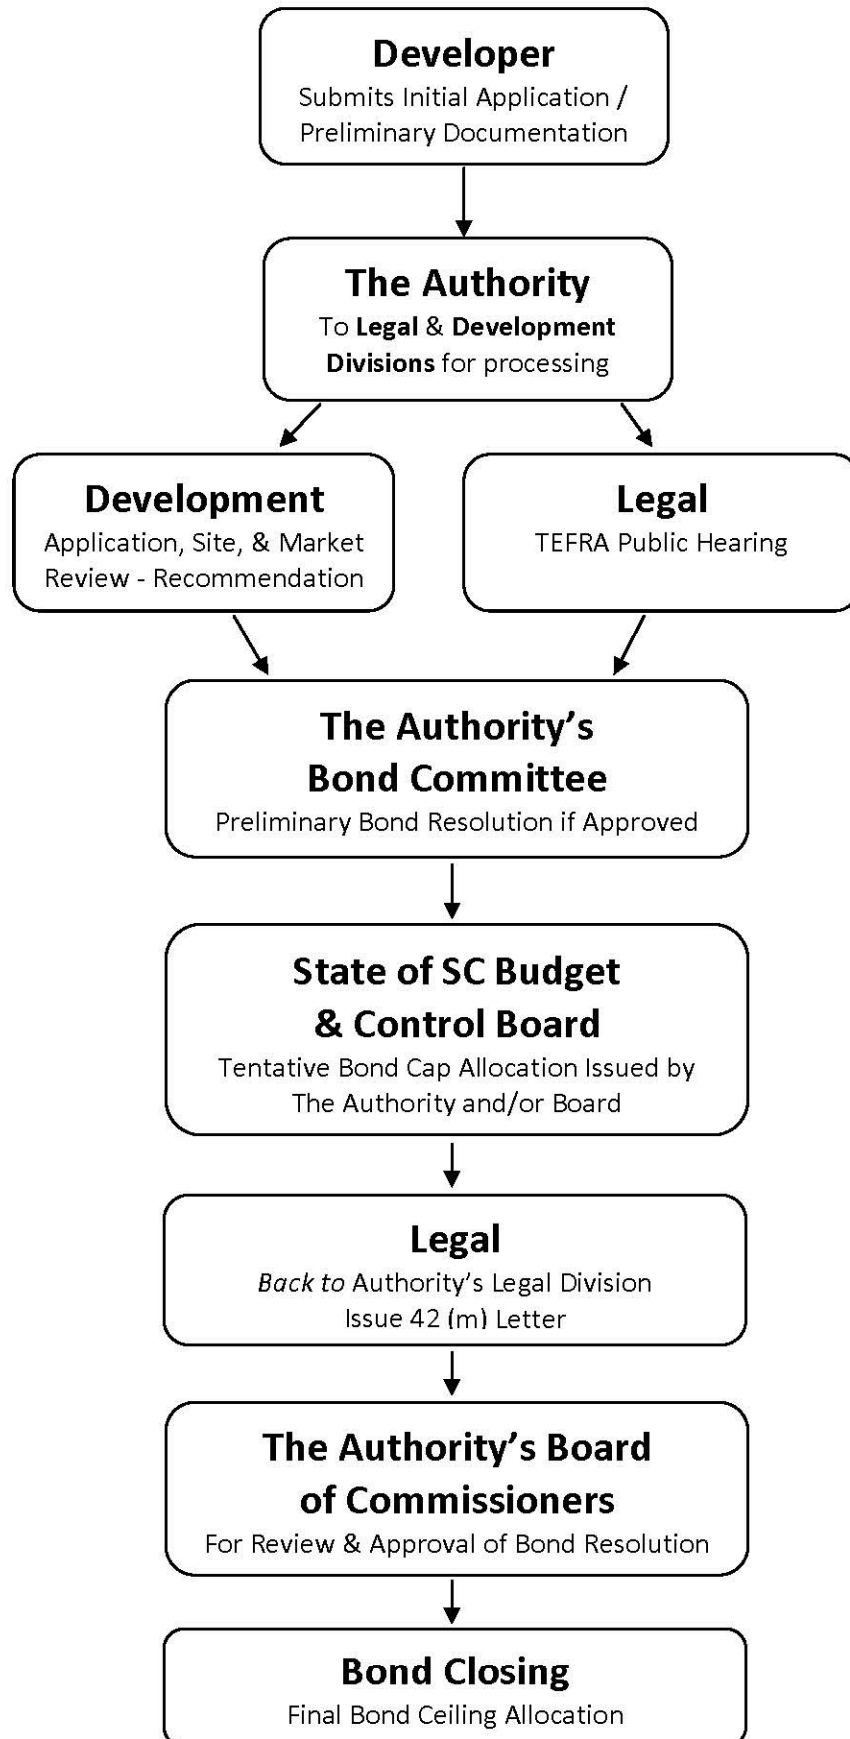 Developer
Submits Initial Application /
Preliminary Documentation
The Authority
To Legal & Development
Divisions for processing
Development
Application, Site, & Market
Review - Recommendation
Legal
TEFRA Public Hearing
The Authority’s
Bond Committee
Preliminary Bond Resolution if Approved
State of SC Budget
& Control Board
Tentative Bond Cap Allocation Issued by
The Authority and/or Board
Legal
Back to Authority’s Legal Division
Issue 42 (m) Letter
The Authority’s Board
of Commissioners
For Review & Approval of Bond Resolution
Bond Closing
Final Bond Ceiling Allocation